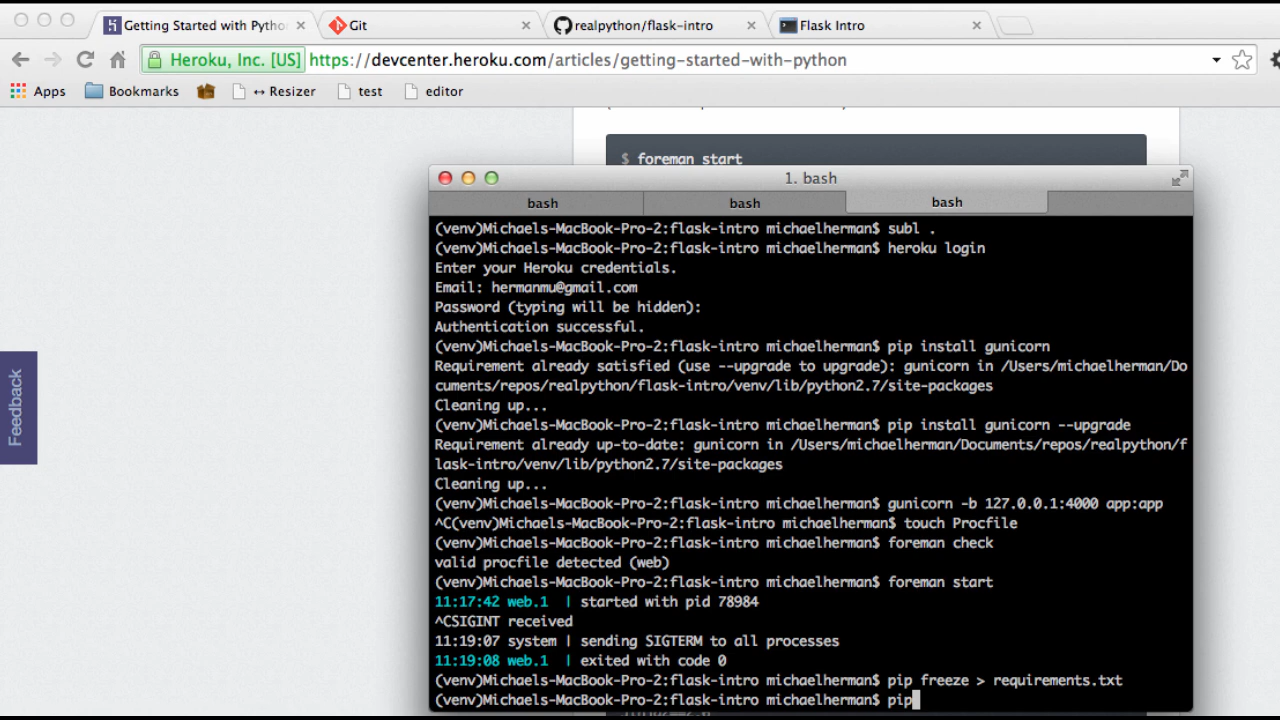 Getting Started with Pytho
Git
realpython/flask-intro
Flask Intro
Heroku, Inc. [US] https://devcenter.heroku.com/articles/getting-started-with-python
Apps Bookmarks ↔ Resizer test editor
$ foreman start
1. bash
bash bash bash
(venv)Michaels-MacBook-Pro-2:flask-intro michaelherman$ subl .
(venv)Michaels-MacBook-Pro-2:flask-intro michaelherman$ heroku login
Enter your Heroku credentials.
Email: hermanmu@gmail.com
Password (typing will be hidden):
Authentication successful.
(venv)Michaels-MacBook-Pro-2:flask-intro michaelherman$ pip install gunicorn
Requirement already satisfied (use --upgrade to upgrade): gunicorn in /Users/michaelherman/Do
cuments/repos/realpython/flask-intro/venv/lib/python2.7/site-packages
Cleaning up...
(venv)Michaels-MacBook-Pro-2:flask-intro michaelherman$ pip install gunicorn --upgrade
Requirement already up-to-date: gunicorn in /Users/michaelherman/Documents/repos/realpython/f
lask-intro/venv/lib/python2.7/site-packages
Cleaning up...
(venv)Michaels-MacBook-Pro-2:flask-intro michaelherman$ gunicorn -b 127.0.0.1:4000 app:app
^C(venv)Michaels-MacBook-Pro-2:flask-intro michaelherman$ touch Procfile
(venv)Michaels-MacBook-Pro-2:flask-intro michaelherman$ foreman check
valid procfile detected (web)
(venv)Michaels-MacBook-Pro-2:flask-intro michaelherman$ foreman start
11:17:42 web.1 | started with pid 78984
^CSIGINT received
11:19:07 system | sending SIGTERM to all processes
11:19:08 web.1 | exited with code 0
(venv)Michaels-MacBook-Pro-2:flask-intro michaelherman$ pip freeze > requirements.txt
(venv)Michaels-MacBook-Pro-2:flask-intro michaelherman$ pip
Feedback